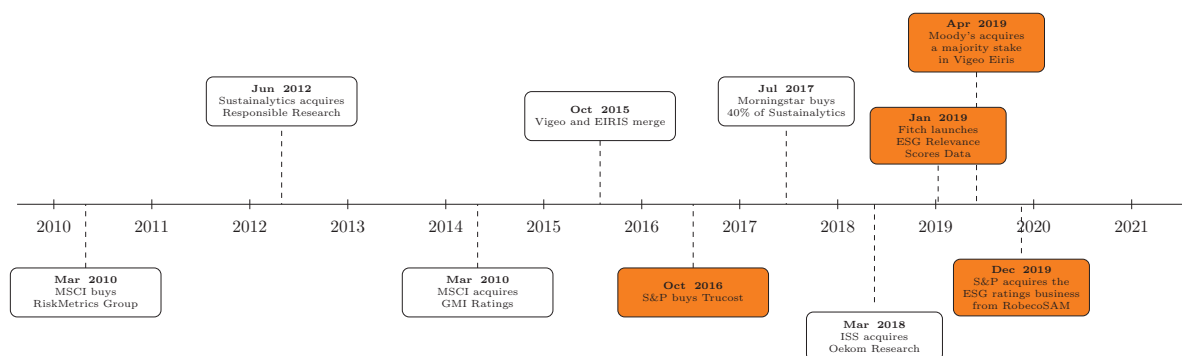 Apr 2019
Moody's acquires
a majority stake
in Vigeo Eiris
Jun 2012
Sustainalytics acquires
Responsible Research
Oct 2015
Vigeo and EIRIS merge
Jul 2017
Morningstar buys
40% of Sustainalytics
Jan 2019
Fitch launches
ESG Relevance
Scores Data
2010 2011 2012 2013 2014 2015 2016 2017 2018 2019 2020 2021
Mar 2010
MSCI buys
RiskMetrics Group
Mar 2010
MSCI acquires
GMI Ratings
Oct 2016
S&P buys Trucost
Mar 2018
ISS acquires
Oekom Research
Dec 2019
S&P acquires the
ESG ratings business
from RobecoSAM